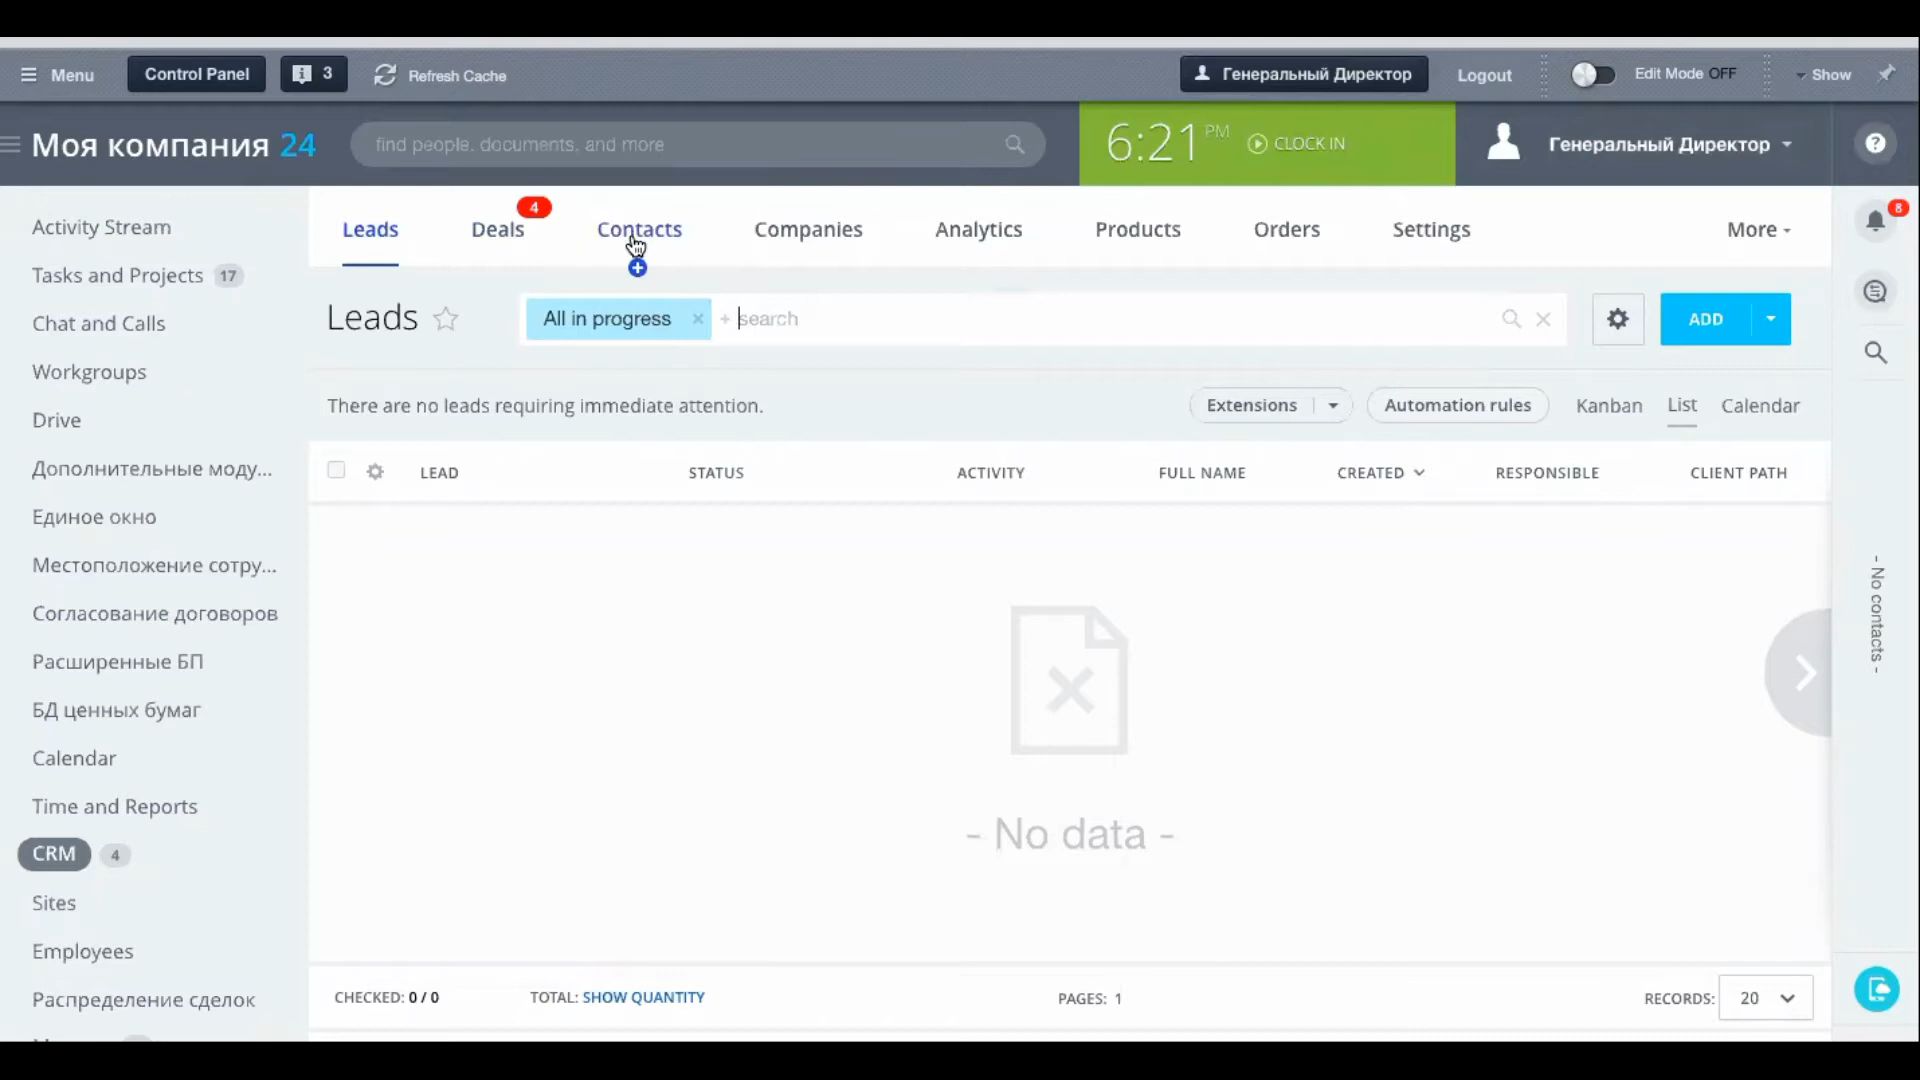 Menu
Control Panel
3
Refresh Cache
Генеральный Директор
Logout
Edit Mode OFF
Show
Моя компания 24
find people, documents, and more
6:21 PM
CLOCK IN
Генеральный Директор
?
Activity Stream
Tasks and Projects 17
Chat and Calls
Workgroups
Drive
Дополнительные моду...
Единое окно
Местоположение сотру...
Согласование договоров
Расширенные БП
БД ценных бумаг
Calendar
Time and Reports
CRM 4
Sites
Employees
Распределение сделок
Leads
Deals
4
Contacts
Companies
Analytics
Products
Orders
Settings
More
8
Leads
All in progress
+ search
ADD
There are no leads requiring immediate attention.
Extensions
Automation rules
Kanban
List
Calendar
LEAD
STATUS
ACTIVITY
FULL NAME
CREATED
RESPONSIBLE
CLIENT PATH
- No data -
- No contacts -
CHECKED: 0 / 0
TOTAL: SHOW QUANTITY
PAGES: 1
RECORDS: 20